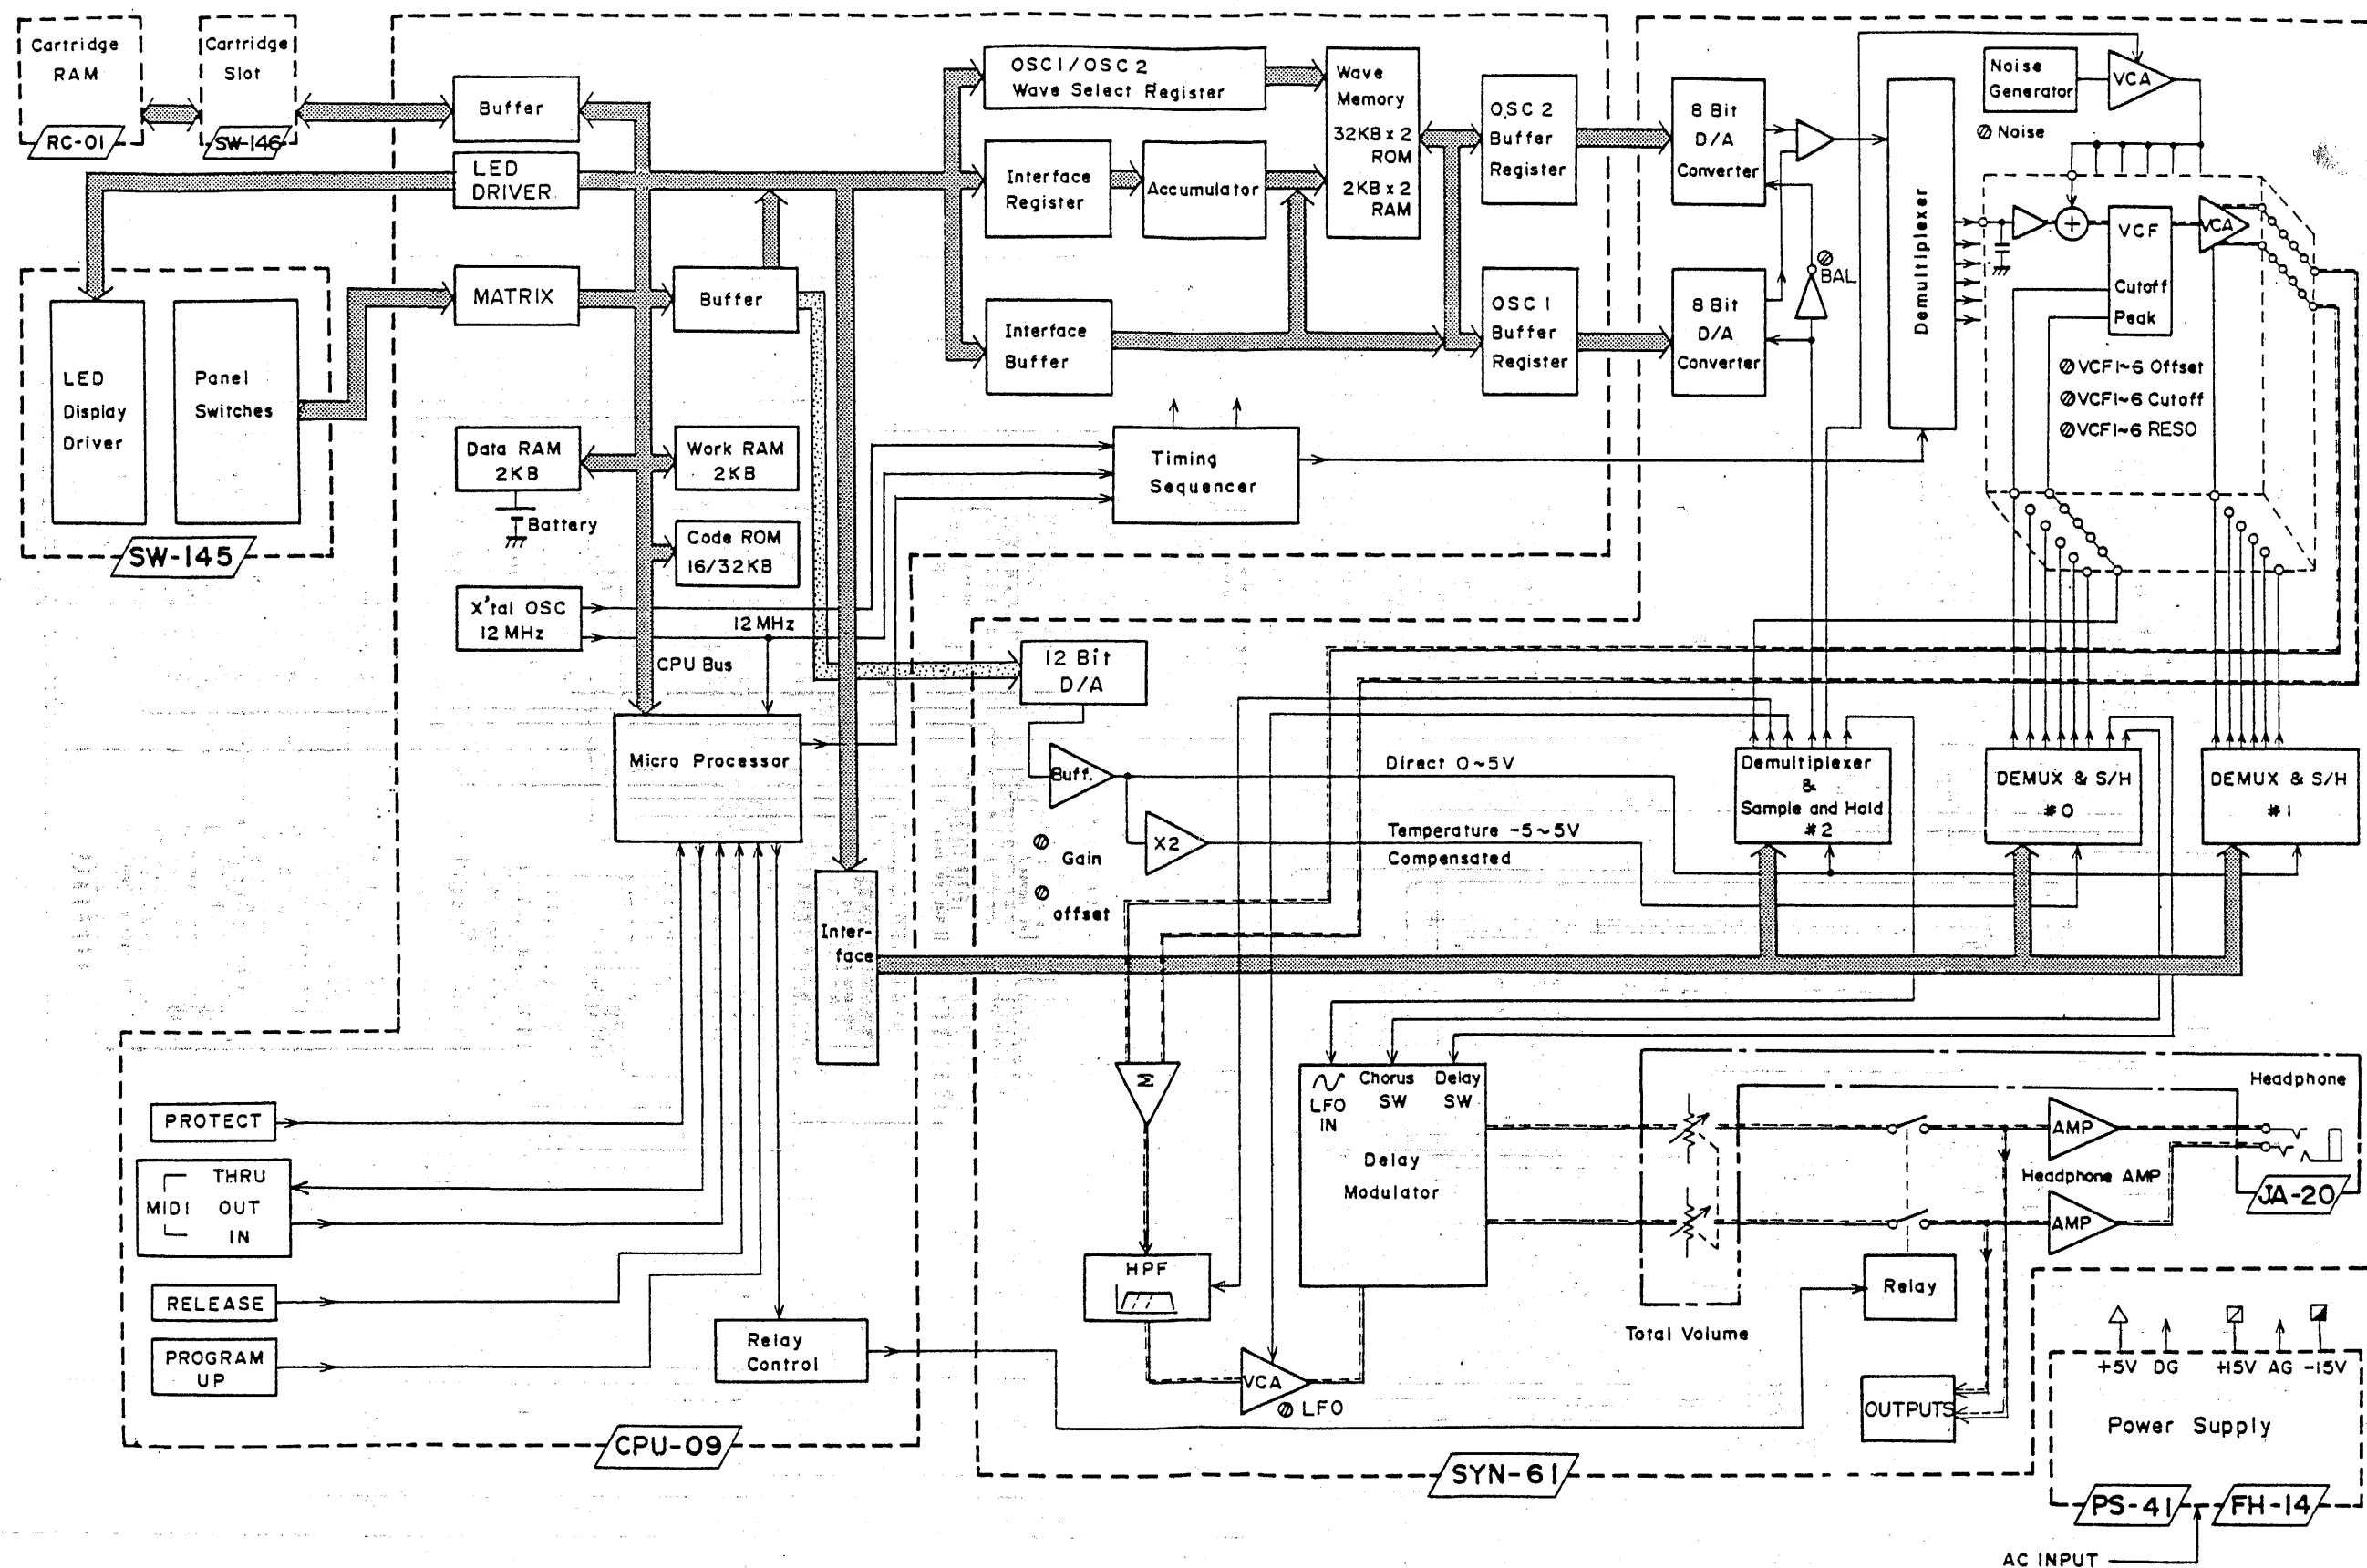 Cartridge
RAM
RC-01
Cartridge
Slot
SW-146
Buffer
LED
DRIVER
MATRIX
Buffer
LED
Display
Driver
Panel
Switches
SW-145
Data RAM
2KB
Battery
Work RAM
2KB
Code ROM
16/32KB
X'tal OSC
12 MHz
12 MHz
CPU Bus
Micro Processor
OSC1/OSC2
Wave Select Register
Interface
Register
Accumulator
Interface
Buffer
Wave
Memory
32KB x 2
ROM
2KB x 2
RAM
OSC 2
Buffer
Register
OSC 1
Buffer
Register
Timing
Sequencer
8 Bit
D/A
Converter
8 Bit
D/A
Converter
BAL
Demultiplexer
Noise
Generator
VCA
Noise
VCF
Cutoff
Peak
VCA
VCF1~6 Offset
VCF1~6 Cutoff
VCF1~6 RESO
12 Bit
D/A
Buff.
X2
Gain
offset
Direct 0~5V
Temperature -5~5V
Compensated
Demultiplexer
&
Sample and Hold
#2
DEMUX & S/H
#0
DEMUX & S/H
#1
Inter-
face
PROTECT
MIDI
THRU
OUT
IN
RELEASE
PROGRAM
UP
Relay
Control
CPU-09
Σ
HPF
VCA
LFO
LFO
IN
Chorus
SW
Delay
SW
Delay
Modulator
Total Volume
AMP
Headphone AMP
AMP
Headphone
JA-20
Relay
OUTPUTS
SYN-61
+5V DG +15V AG -15V
Power Supply
PS-41
FH-14
AC INPUT